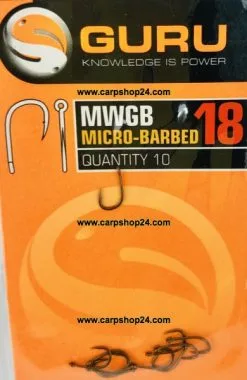 GURU
KNOWLEDGE IS POWER
www.carpshop24.com
MWGB
MICRO-BARBED
18
QUANTITY 10
www.carpshop24.com
www.carpshop24.com